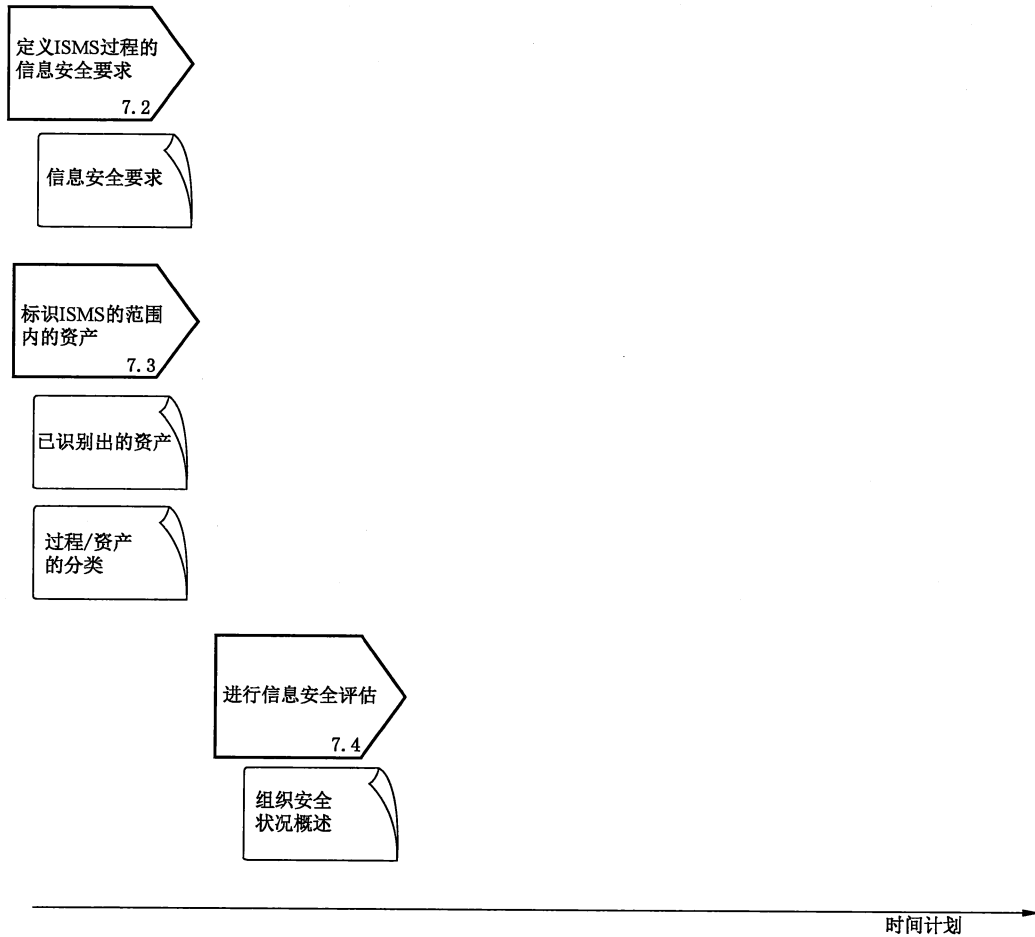 定义ISMS过程的
信息安全要求
7.2
信息安全要求
标识ISMS的范围
内的资产
7.3
已识别出的资产
过程/资产
的分类
进行信息安全评估
7.4
组织安全
状况概述
时间计划